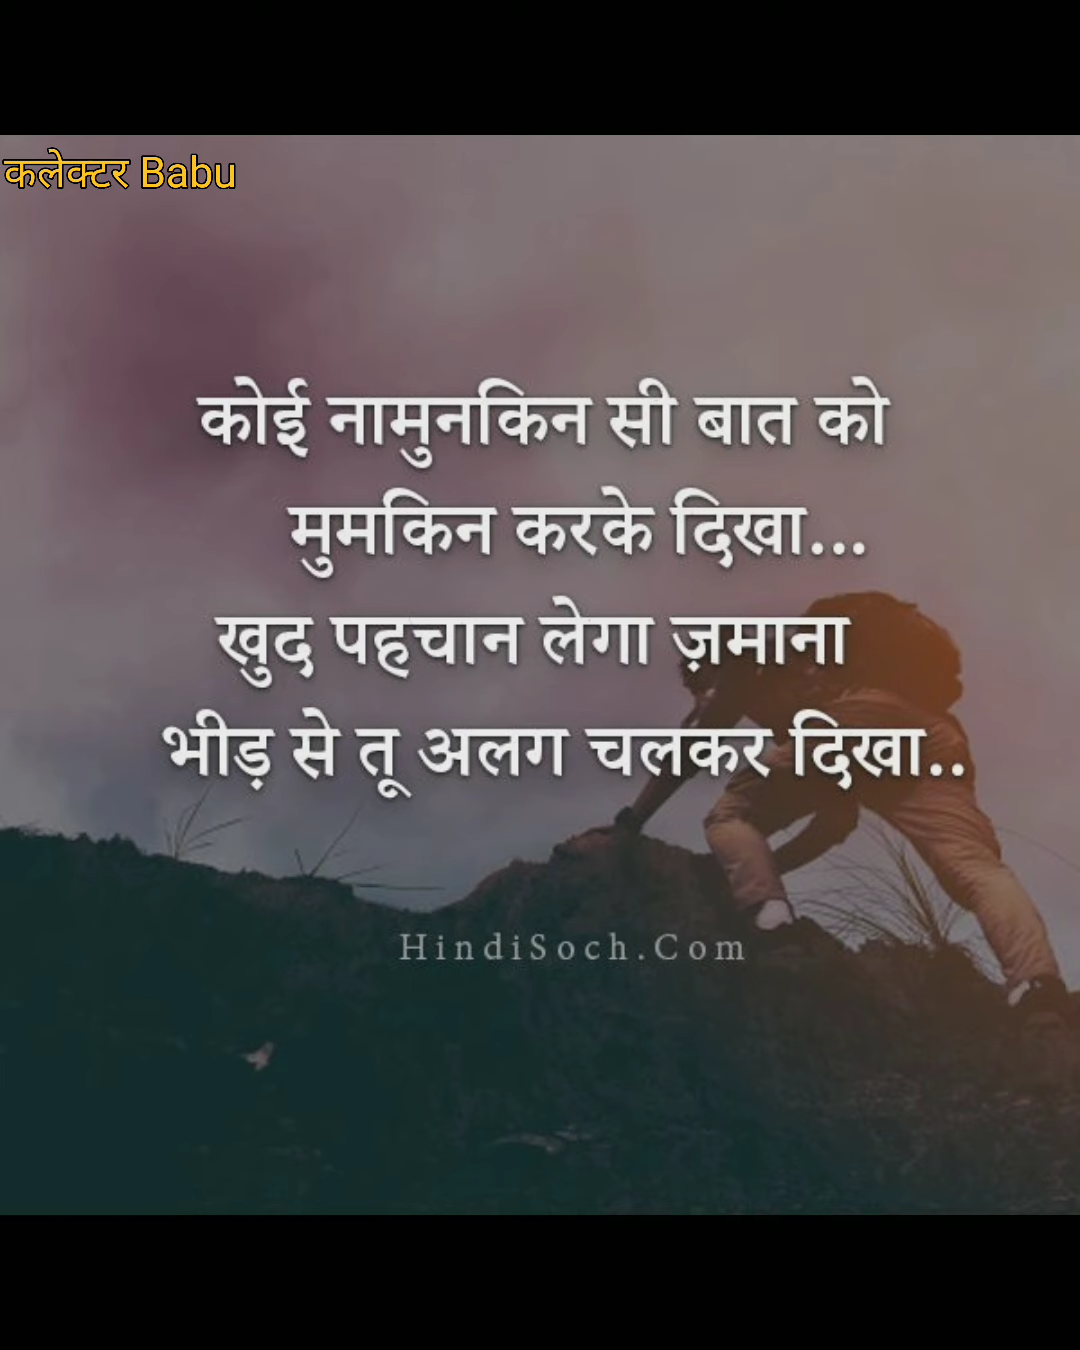 कलेक्टर Babu
कोई नामुनकिन सी बात को
मुमकिन करके दिखा...
खुद पहचान लेगा ज़माना
भीड़ से तू अलग चलकर दिखा..
HindiSoch.Com